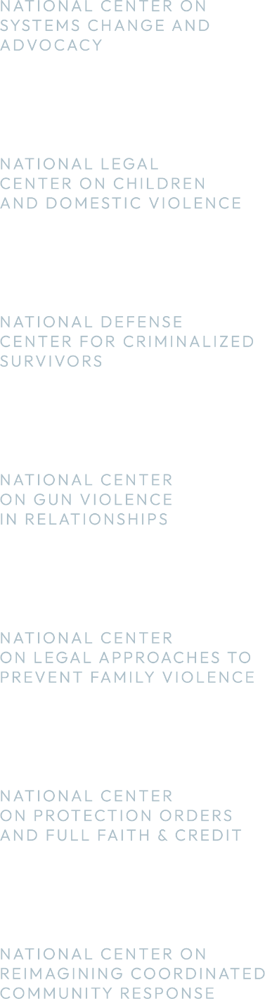 NATIONAL CENTER ON
SYSTEMS CHANGE AND
ADVOCACY
NATIONAL LEGAL
CENTER ON CHILDREN
AND DOMESTIC VIOLENCE
NATIONAL DEFENSE
CENTER FOR CRIMINALIZED
SURVIVORS
NATIONAL CENTER
ON GUN VIOLENCE
IN RELATIONSHIPS
NATIONAL CENTER
ON LEGAL APPROACHES TO
PREVENT FAMILY VIOLENCE
NATIONAL CENTER
ON PROTECTION ORDERS
AND FULL FAITH & CREDIT
NATIONAL CENTER ON
REIMAGINING COORDINATED
COMMUNITY RESPONSE